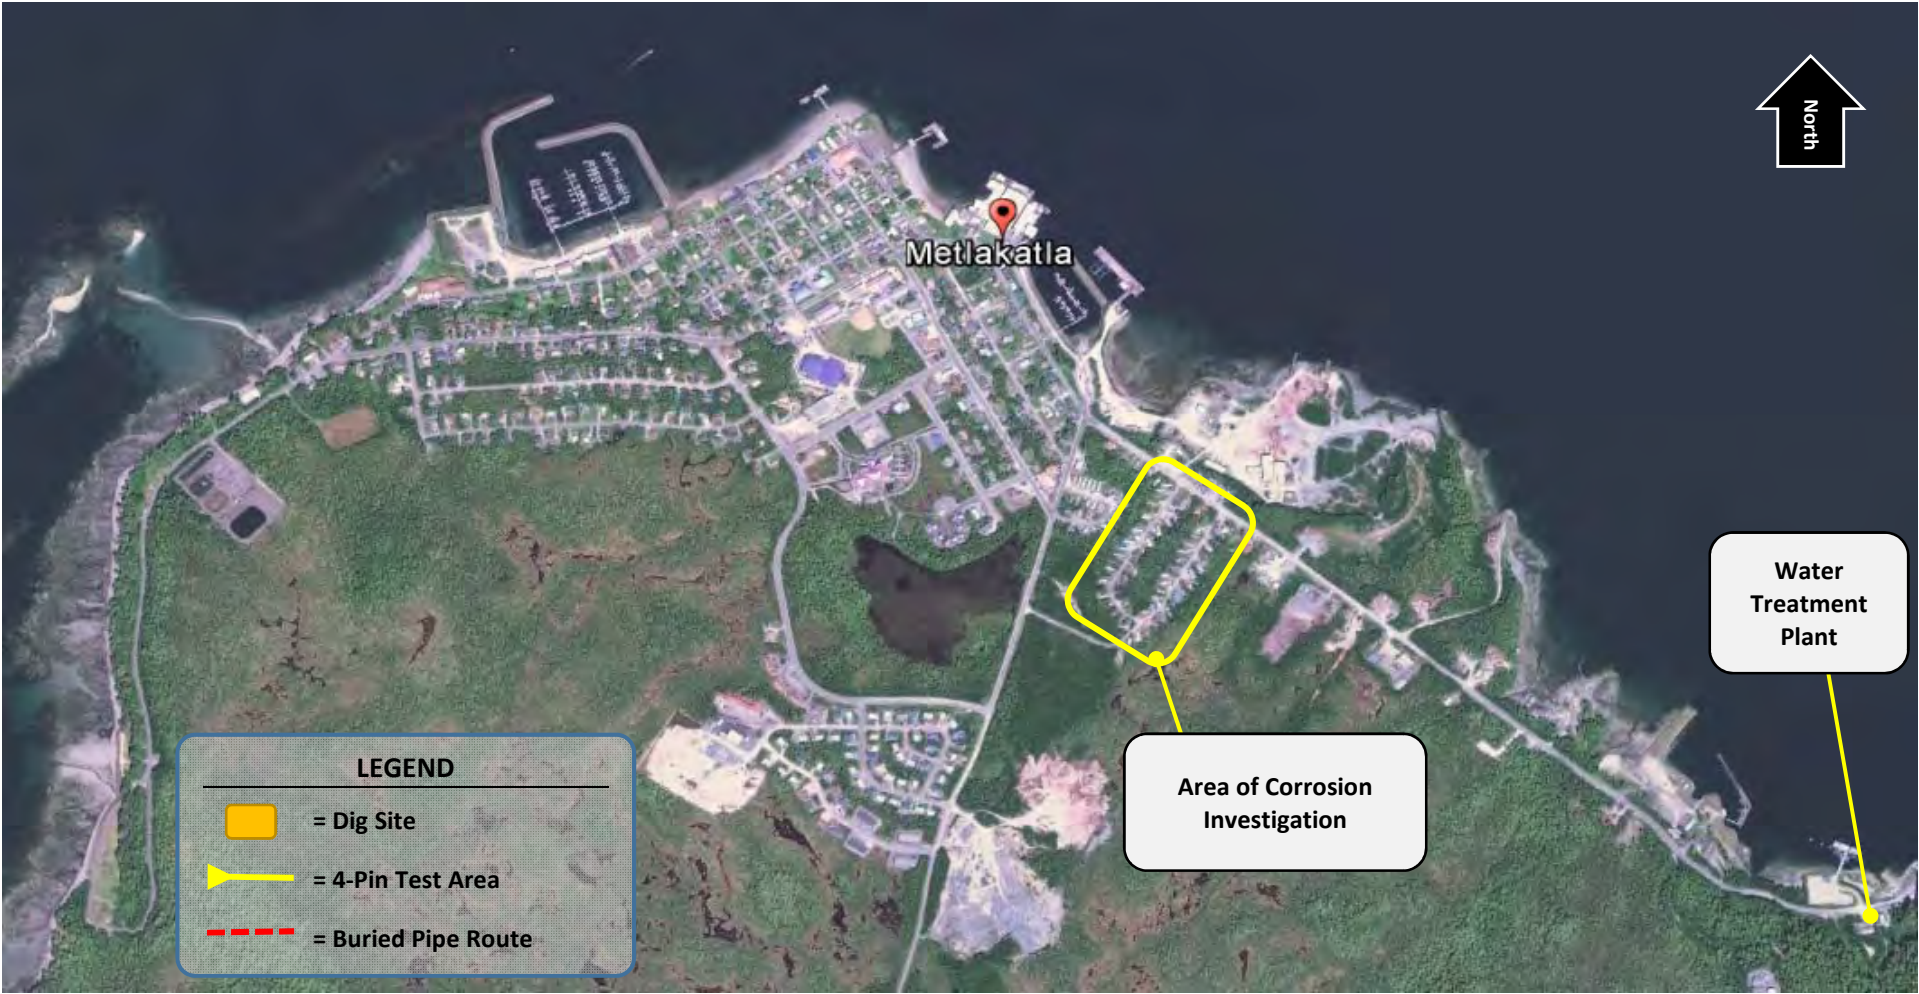 North
Metlakatla
Water
Treatment
Plant
Area of Corrosion
Investigation
LEGEND
= Dig Site
= 4-Pin Test Area
= Buried Pipe Route